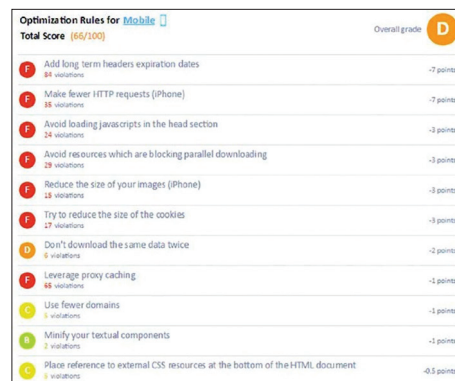 Optimization Rules for Mobile
Overall grade D
Total Score (66/100)
F Add long term headers expiration dates -7 points
84 violations
F Make fewer HTTP requests (iPhone) -7 points
35 violations
F Avoid loading javascripts in the head section -3 points
24 violations
F Avoid resources which are blocking parallel downloading -3 points
29 violations
F Reduce the size of your images (iPhone) -3 points
15 violations
F Try to reduce the size of the cookies -3 points
17 violations
D Don't download the same data twice -2 points
6 violations
F Leverage proxy caching -1 points
65 violations
C Use fewer domains -1 points
violations
B Minify your textual components -1 points
2 violations
C Place reference to external CSS resources at the bottom of the HTML document -0.5 points
violations